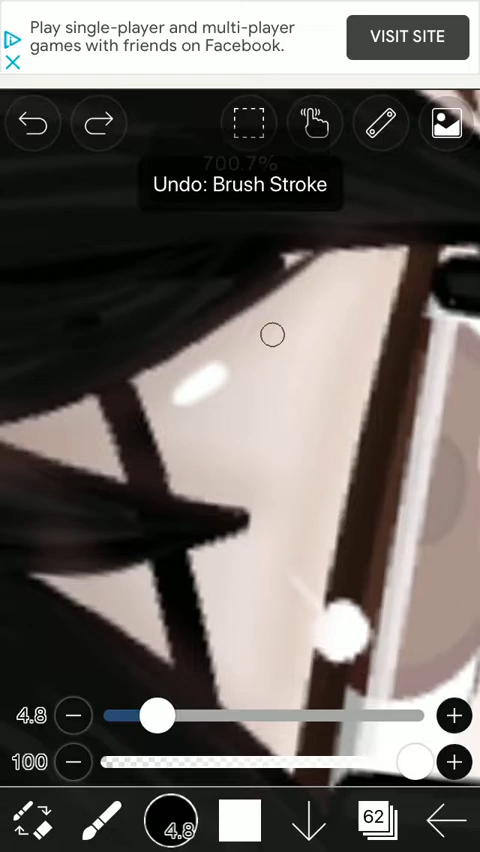 Play single-player and multi-player
games with friends on Facebook.
VISIT SITE
700.7%
Undo: Brush Stroke
4.8
100
4.8
62